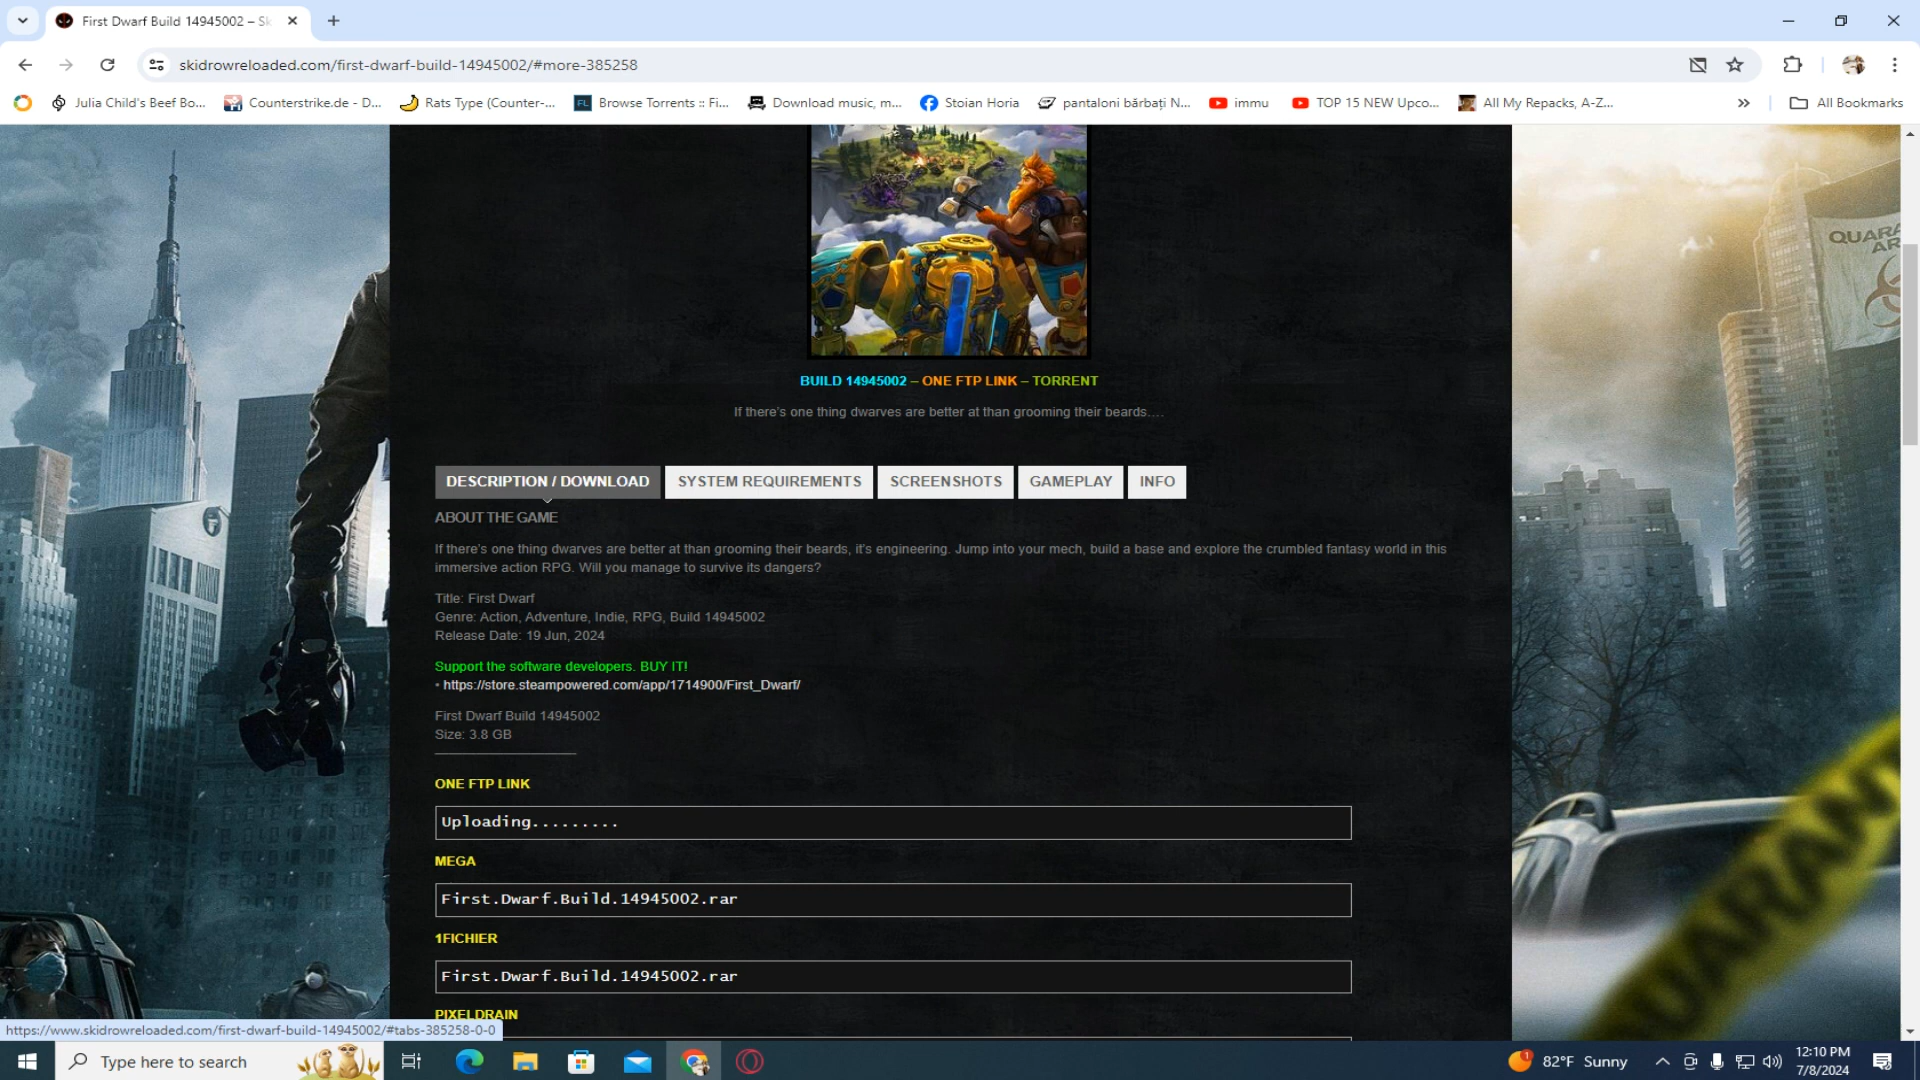 First Dwarf Build 14945002 – Sk
skidrowreloaded.com/first-dwarf-build-14945002/#more-385258
Julia Child's Beef Bo... Counterstrike.de - D... Rats Type (Counter-... Browse Torrents :: Fi... Download music, m... Stoian Horia pantaloni bărbați N... immu TOP 15 NEW Upco... All My Repacks, A-Z... All Bookmarks
QUARA
AR
BUILD 14945002 – ONE FTP LINK – TORRENT
If there's one thing dwarves are better at than grooming their beards….
DESCRIPTION / DOWNLOAD SYSTEM REQUIREMENTS SCREENSHOTS GAMEPLAY INFO
ABOUT THE GAME
If there's one thing dwarves are better at than grooming their beards, it's engineering. Jump into your mech, build a base and explore the crumbled fantasy world in this
immersive action RPG. Will you manage to survive its dangers?
Title: First Dwarf
Genre: Action, Adventure, Indie, RPG, Build 14945002
Release Date: 19 Jun, 2024
Support the software developers. BUY IT!
• https://store.steampowered.com/app/1714900/First_Dwarf/
First Dwarf Build 14945002
Size: 3.8 GB
ONE FTP LINK
Uploading.........
MEGA
First.Dwarf.Build.14945002.rar
1FICHIER
First.Dwarf.Build.14945002.rar
PIXELDRAIN
QUARANT
https://www.skidrowreloaded.com/first-dwarf-build-14945002/#tabs-385258-0-0
Type here to search
1 82°F Sunny
12:10 PM
7/8/2024